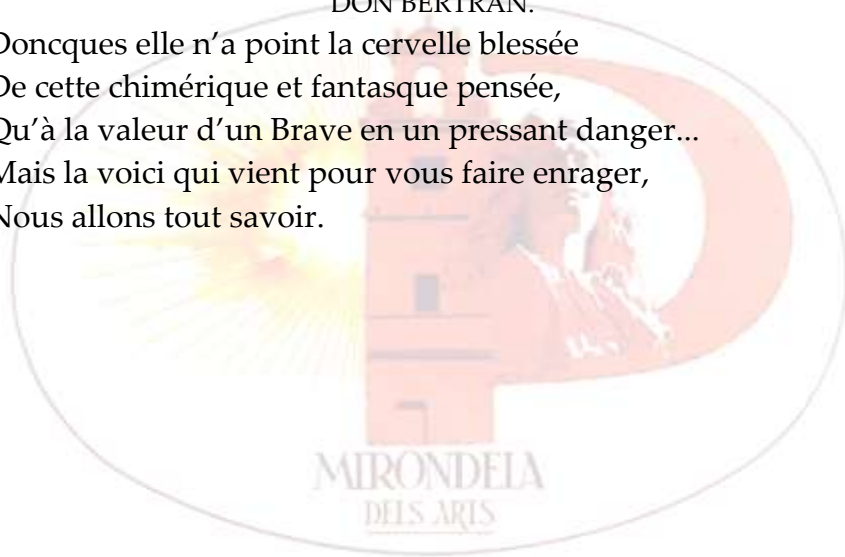 DON BERTRAN.
Doncques elle n’a point la cervelle blessée
De cette chimérique et fantasque pensée,
Qu’à la valeur d’un Brave en un pressant danger...
Mais la voici qui vient pour vous faire enrager,
Nous allons tout savoir.
MIRONDELA
DELS ARTS